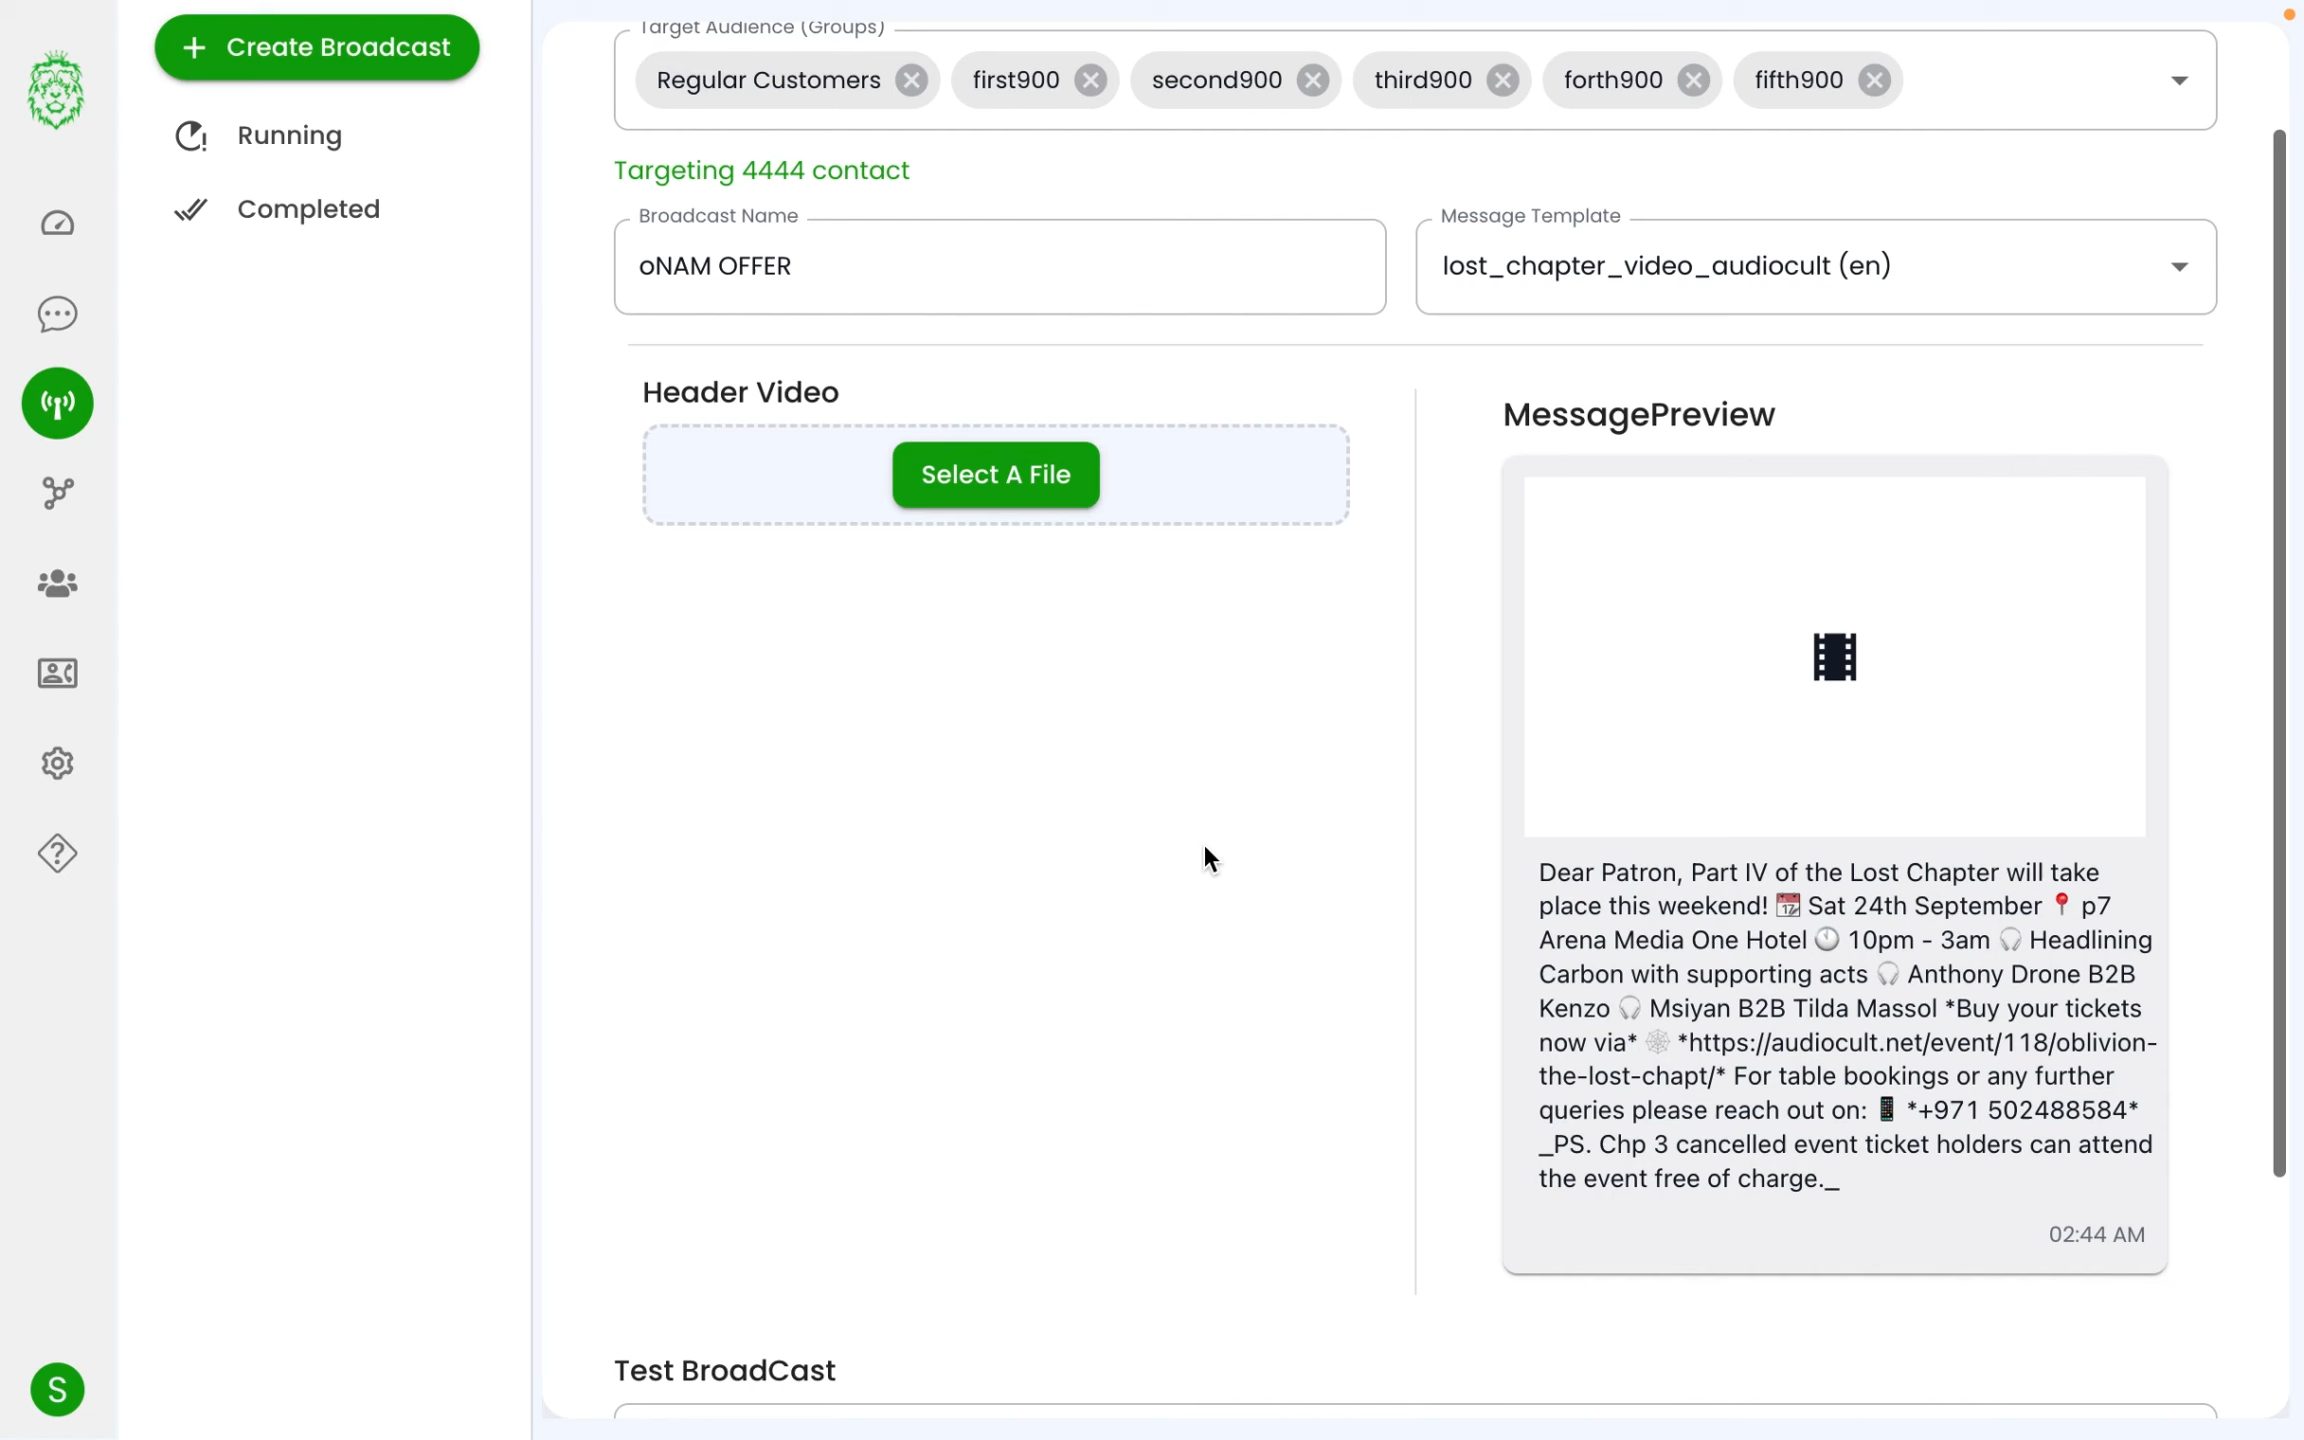 Create Broadcast
Running
Completed
S
Target Audience (Groups)
Regular Customers first900 second900 third900 forth900 fifth900
Targeting 4444 contact
Broadcast Name
oNAM OFFER
Message Template
lost_chapter_video_audiocult (en)
Header Video
Select A File
MessagePreview
Dear Patron, Part IV of the Lost Chapter will take
place this weekend! 📆 Sat 24th September 📍 p7
Arena Media One Hotel 🕙 10pm - 3am 🎧 Headlining
Carbon with supporting acts 🎧 Anthony Drone B2B
Kenzo 🎧 Msiyan B2B Tilda Massol *Buy your tickets
now via* 🕸 *https://audiocult.net/event/118/oblivion-
the-lost-chapt/* For table bookings or any further
queries please reach out on: 📱 *+971 502488584*
_PS. Chp 3 cancelled event ticket holders can attend
the event free of charge._
02:44 AM
Test BroadCast